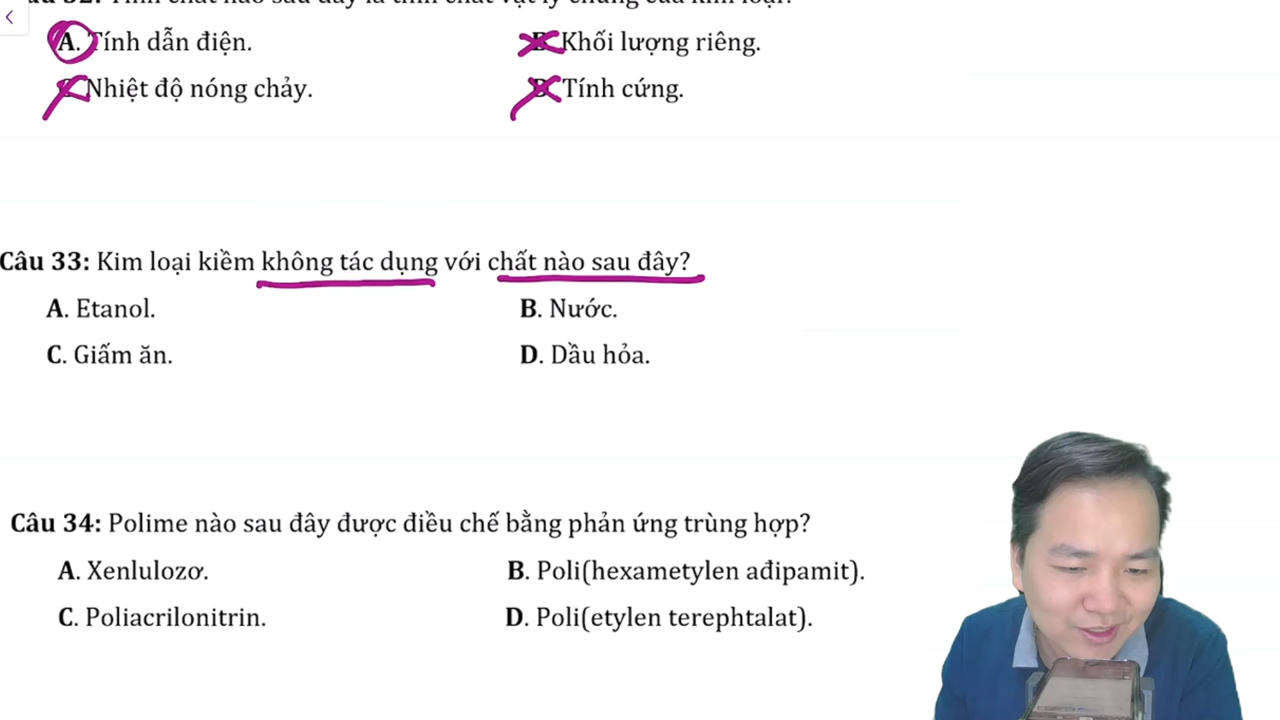 A. Tính dẫn điện.
Khối lượng riêng.
Nhiệt độ nóng chảy.
D. Tính cứng.
Câu 33: Kim loại kiềm không tác dụng với chất nào sau đây?
A. Etanol.
B. Nước.
C. Giấm ăn.
D. Dầu hỏa.
Câu 34: Polime nào sau đây được điều chế bằng phản ứng trùng hợp?
A. Xenlulozơ.
B. Poli(hexametylen ađipamit).
C. Poliacrilonitrin.
D. Poli(etylen terephtalat).